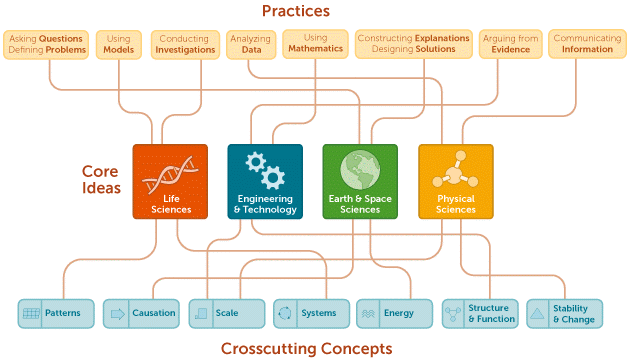 Practices
Asking Questions
Defining Problems
Using
Models
Conducting
Investigations
Analyzing
Data
Using
Mathematics
Constructing Explanations
Designing Solutions
Arguing from
Evidence
Communicating
Information
Core
Ideas
Life
Sciences
Engineering
& Technology
Earth & Space
Sciences
Physical
Sciences
Patterns
Causation
Scale
Systems
Energy
Structure
& Function
Stability
& Change
Crosscutting Concepts